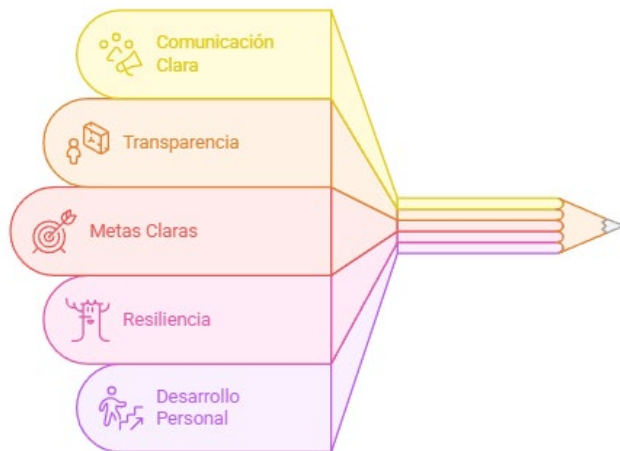 Comunicación
Clara
Transparencia
Metas Claras
Resiliencia
Desarrollo
Personal